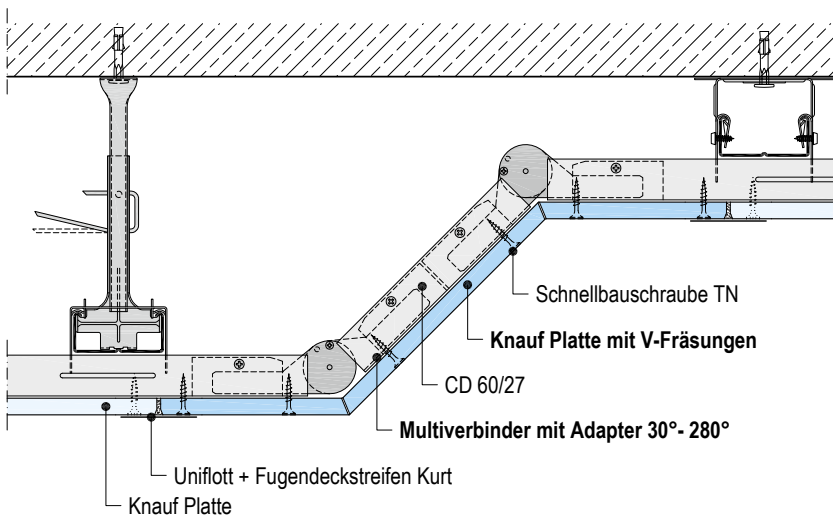 Schnellbauschraube TN
Knauf Platte mit V-Fräsungen
CD 60/27
Multiverbinder mit Adapter 30°- 280°
Uniflott + Fugendeckstreifen Kurt
Knauf Platte